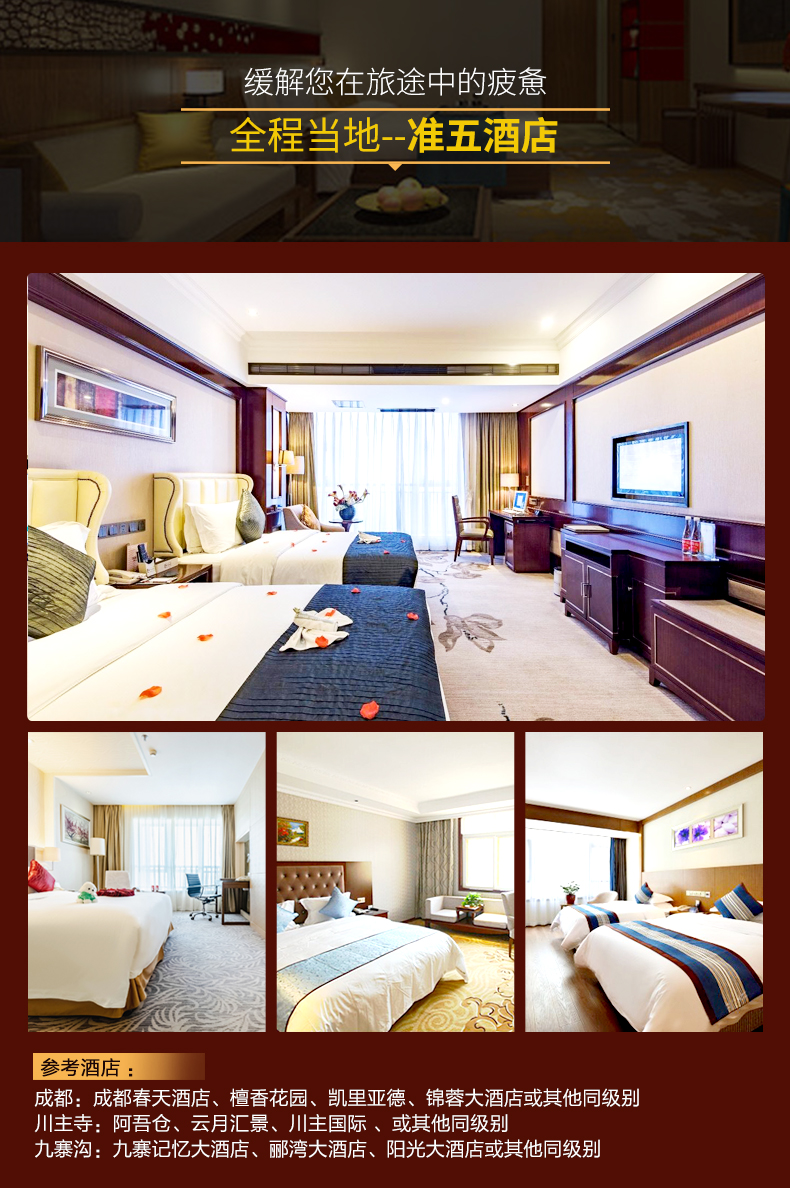 缓解您在旅途中的疲惫
全程当地--准五酒店
参考酒店：
成都：成都春天酒店、檀香花园、凯里亚德、锦蓉大酒店或其他同级别
川主寺：阿吾仓、云月汇景、川主国际 、或其他同级别
九寨沟：九寨记忆大酒店、郦湾大酒店、阳光大酒店或其他同级别